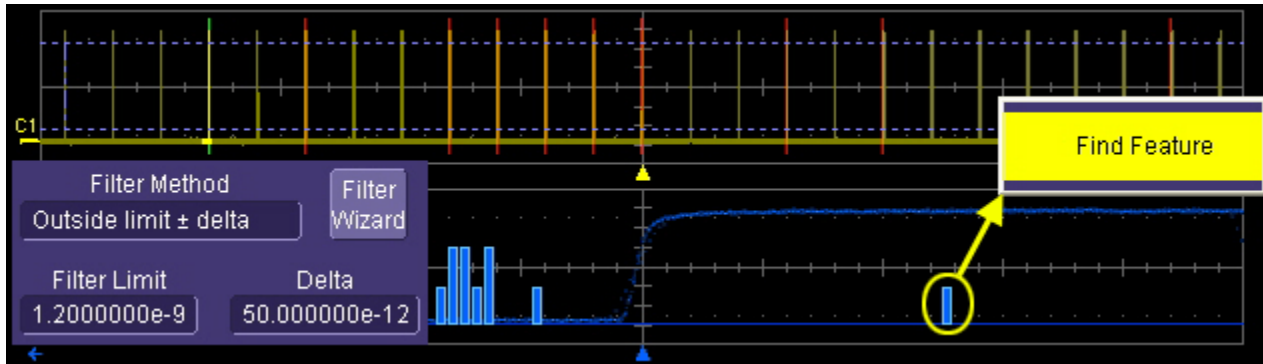 C1
Find Feature
Filter Method
Filter
Wizard
Outside limit ± delta
Filter Limit
Delta
1.2000000e-9
50.000000e-12